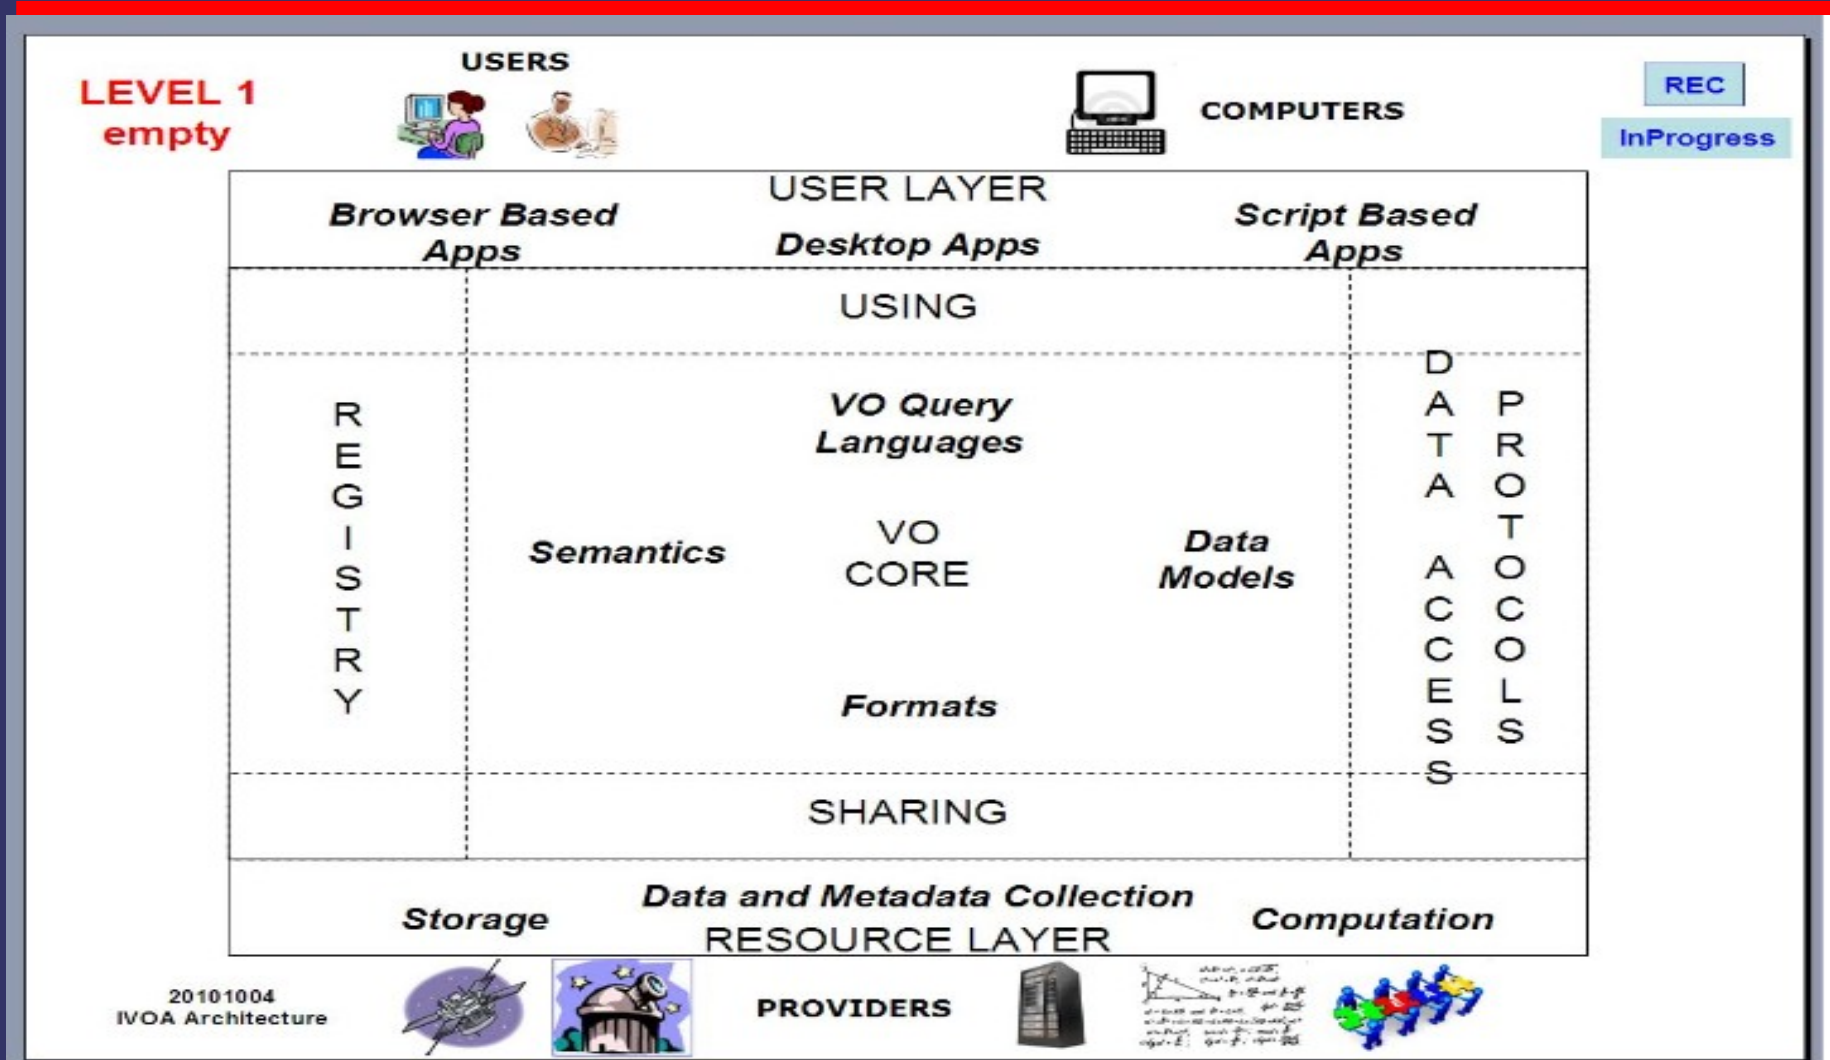 LEVEL 1
empty
USERS
COMPUTERS
REC
InProgress
USER LAYER
Browser Based
Apps
Desktop Apps
Script Based
Apps
USING
REGISTRY
VO Query
Languages
Semantics
VO
CORE
Data
Models
Formats
DATA ACCESS
PROTOCOLS
SHARING
Storage
Data and Metadata Collection
Computation
RESOURCE LAYER
20101004
IVOA Architecture
PROVIDERS